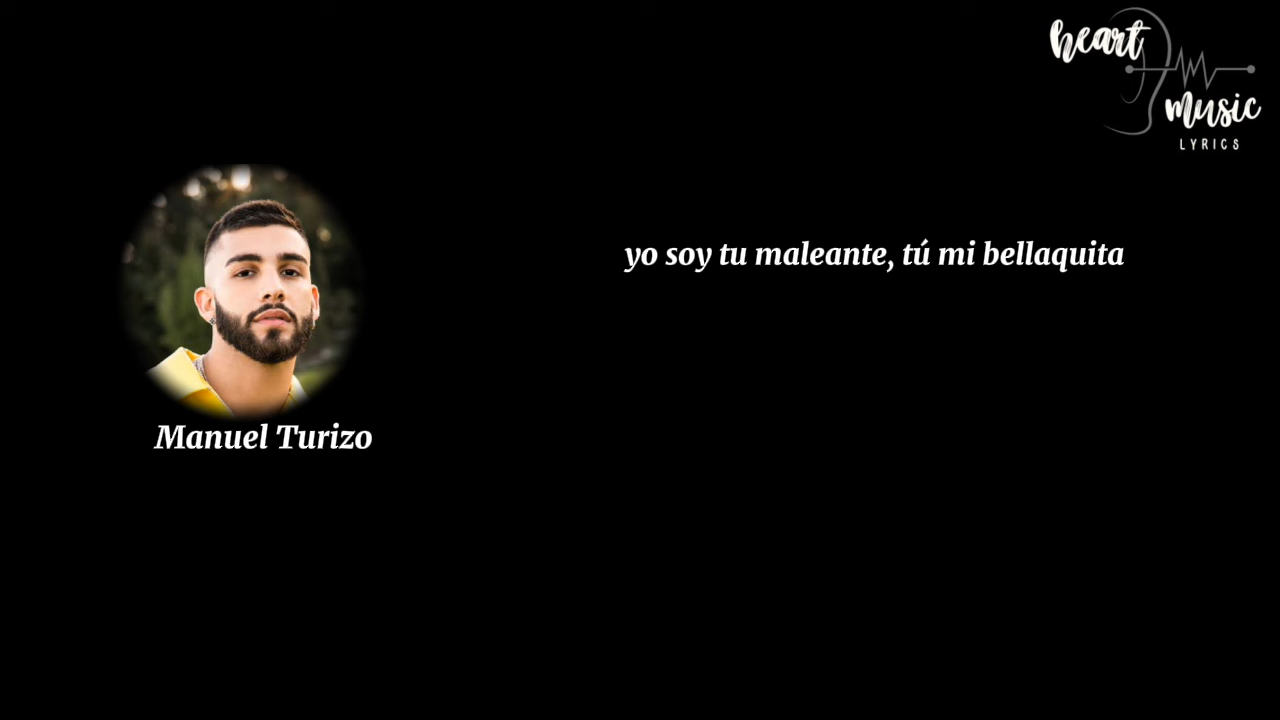 heart
music
LYRICS
yo soy tu maleante, tú mi bellaquita
Manuel Turizo